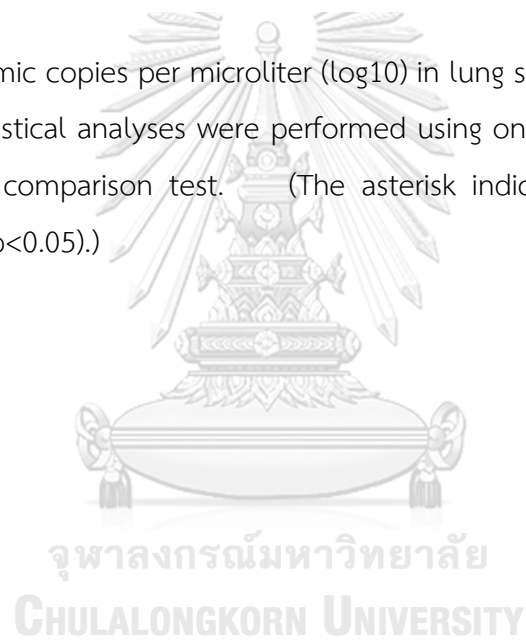 mic copies per microliter (log10) in lung s
stical analyses were performed using on
comparison test. (The asterisk indic
o<0.05).)
จุฬาลงกรณ์มหาวิทยาลัย
CHULALONGKORN UNIVERSITY